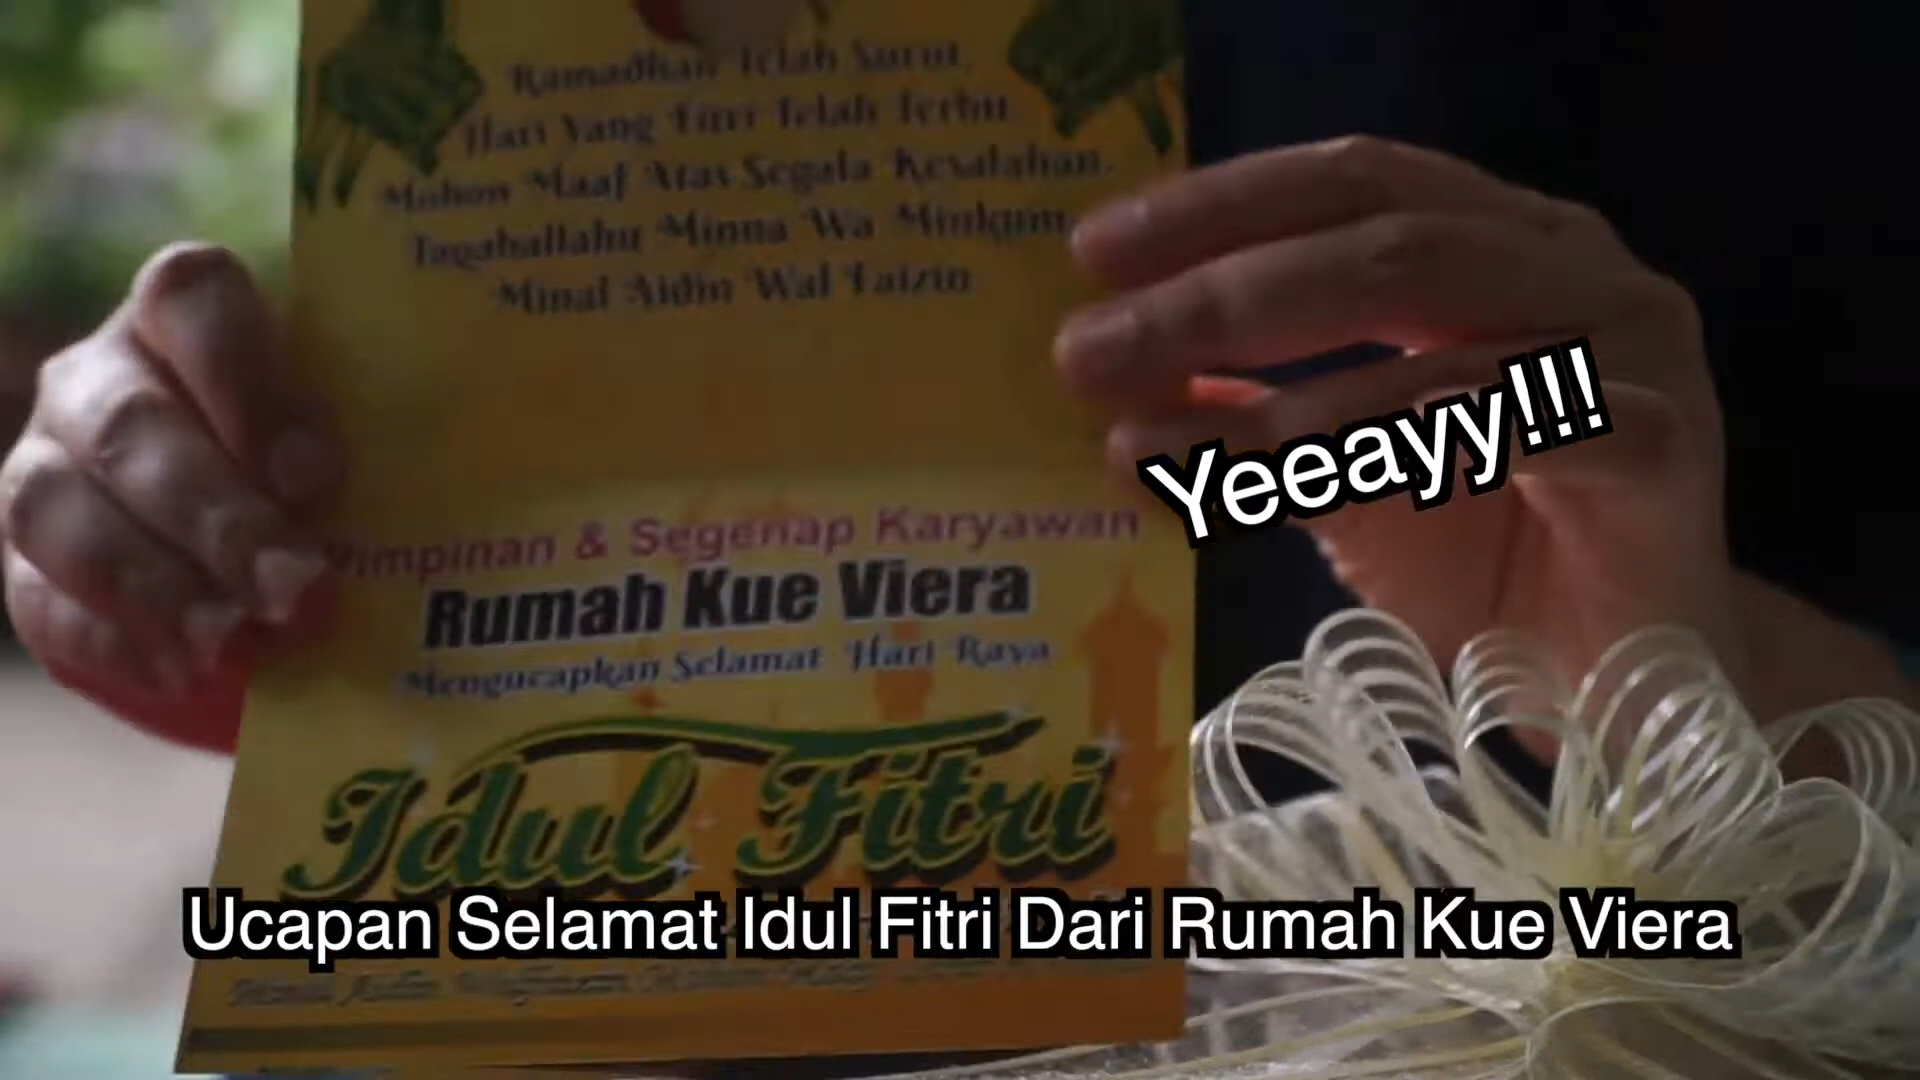 Ramadhan Telah Surut,
Hari Yang Fitri Telah Terbit
Mohon Maaf Atas Segala Kesalahan.
Taqaballahu Minna Wa Minkum
Minal Aidin Wal Faizin
Yeeayy!!!
Pimpinan & Segenap Karyawan
Rumah Kue Viera
Mengucapkan Selamat Hari Raya
Idul Fitri
Ucapan Selamat Idul Fitri Dari Rumah Kue Viera